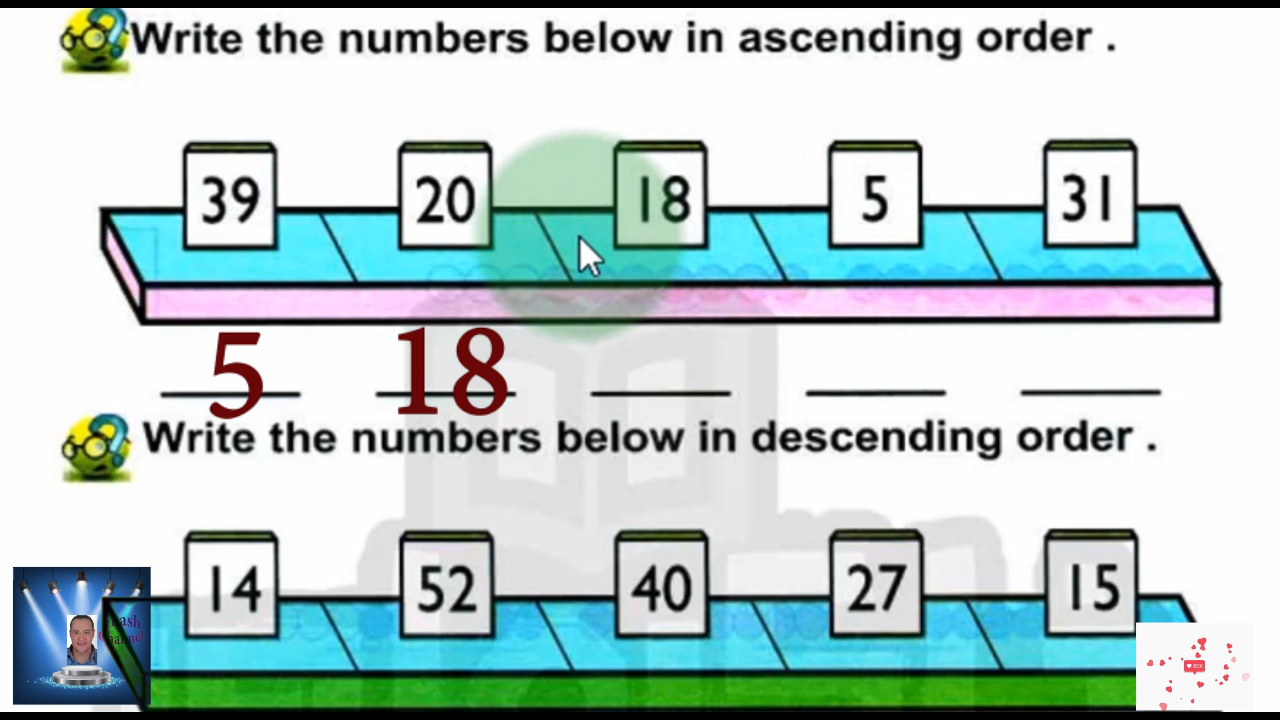 Write the numbers below in ascending order .
39 20 18 5 31
5 18
Write the numbers below in descending order .
14 52 40 27 15
Channel